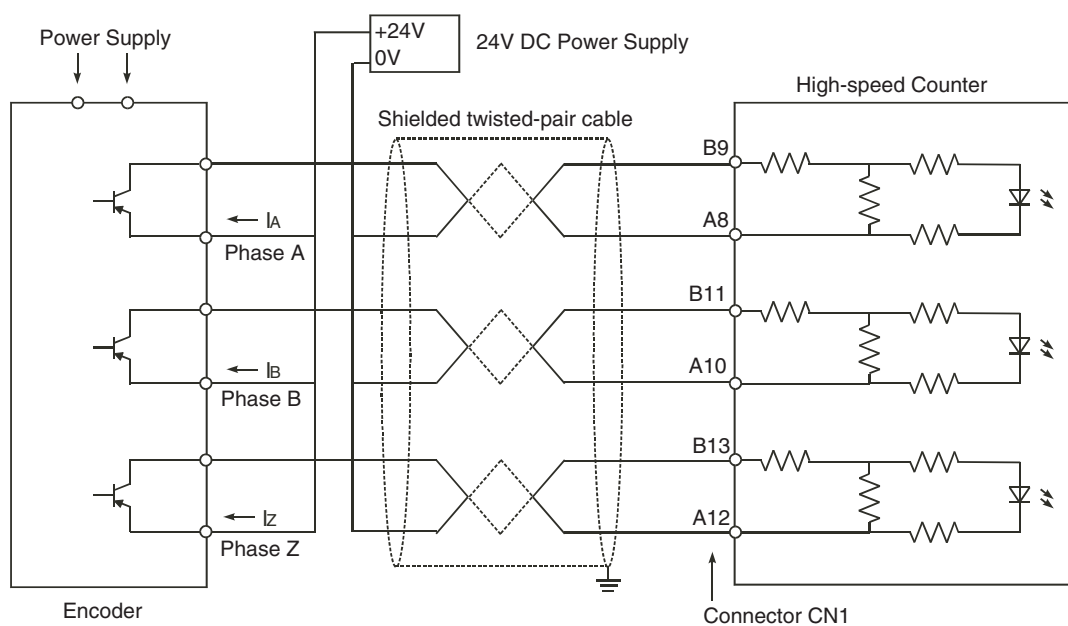 Power Supply
+24V
0V
24V DC Power Supply
High-speed Counter
Shielded twisted-pair cable
B9
IA
A8
Phase A
B11
IB
A10
Phase B
B13
IZ
A12
Phase Z
Encoder
Connector CN1